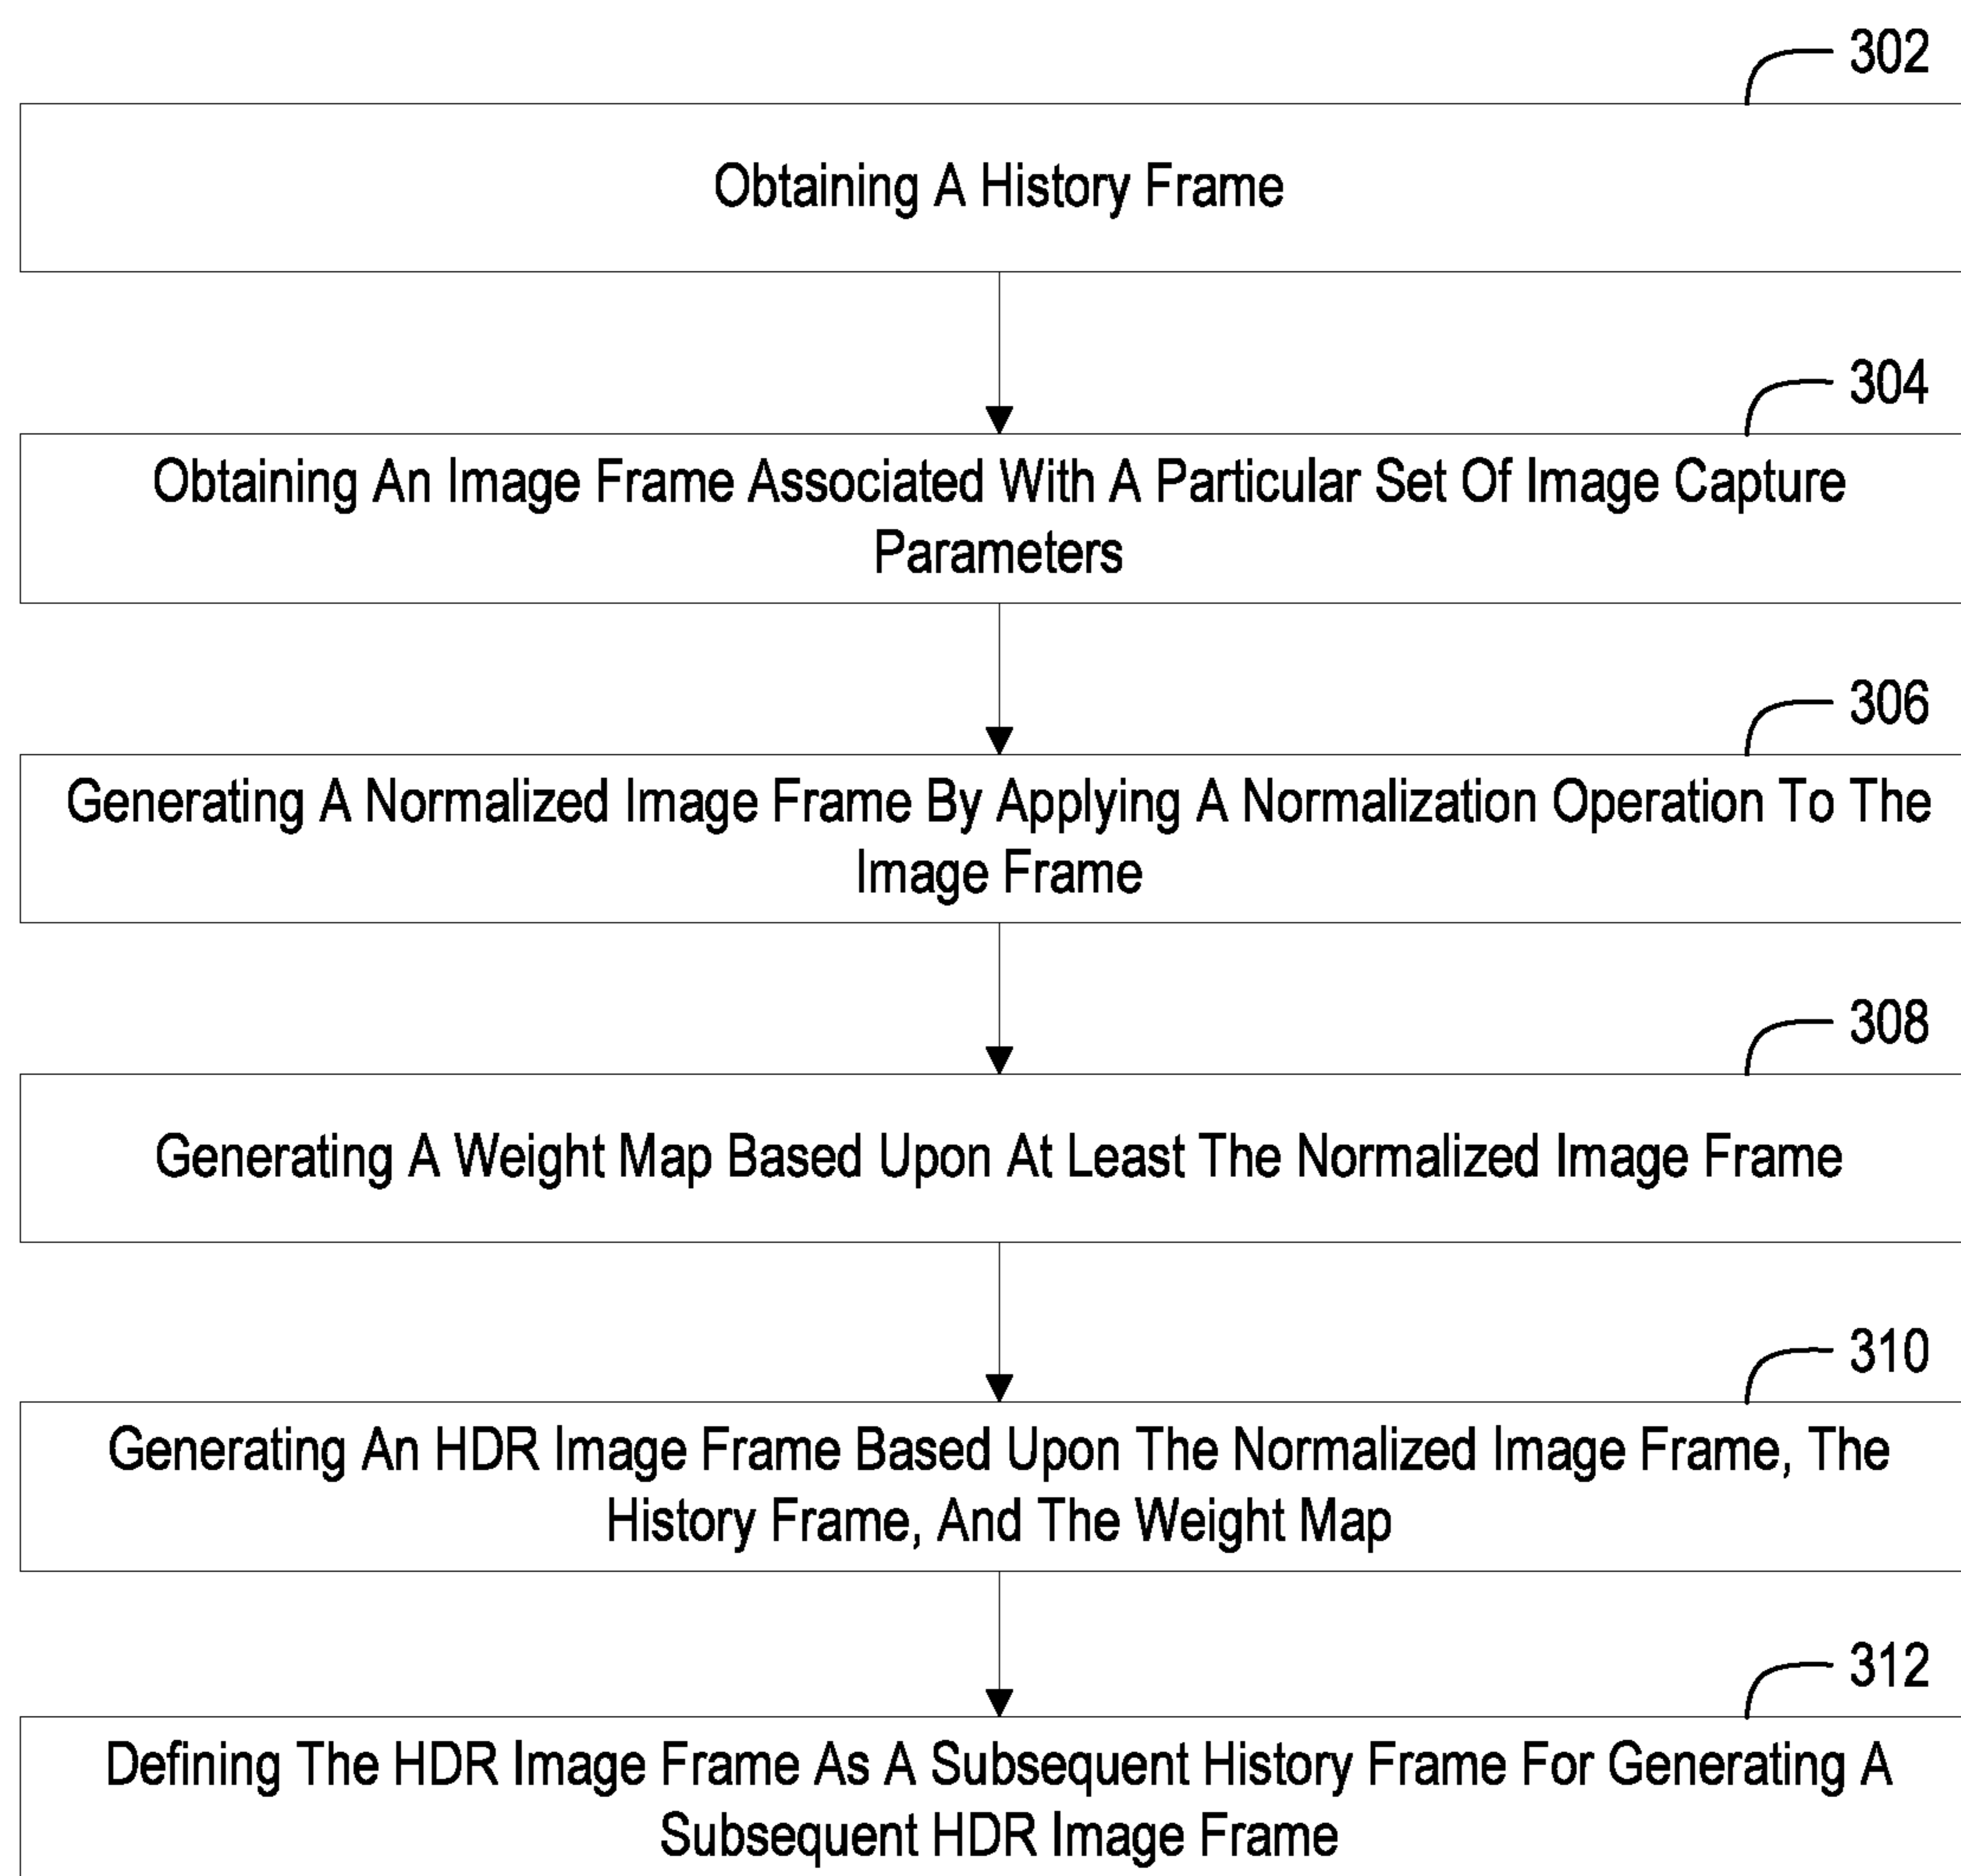 302
Obtaining A History Frame
304
Obtaining An Image Frame Associated With A Particular Set Of Image Capture
Parameters
306
Generating A Normalized Image Frame By Applying A Normalization Operation To The
Image Frame
308
Generating A Weight Map Based Upon At Least The Normalized Image Frame
310
Generating An HDR Image Frame Based Upon The Normalized Image Frame, The
History Frame, And The Weight Map
312
Defining The HDR Image Frame As A Subsequent History Frame For Generating A
Subsequent HDR Image Frame